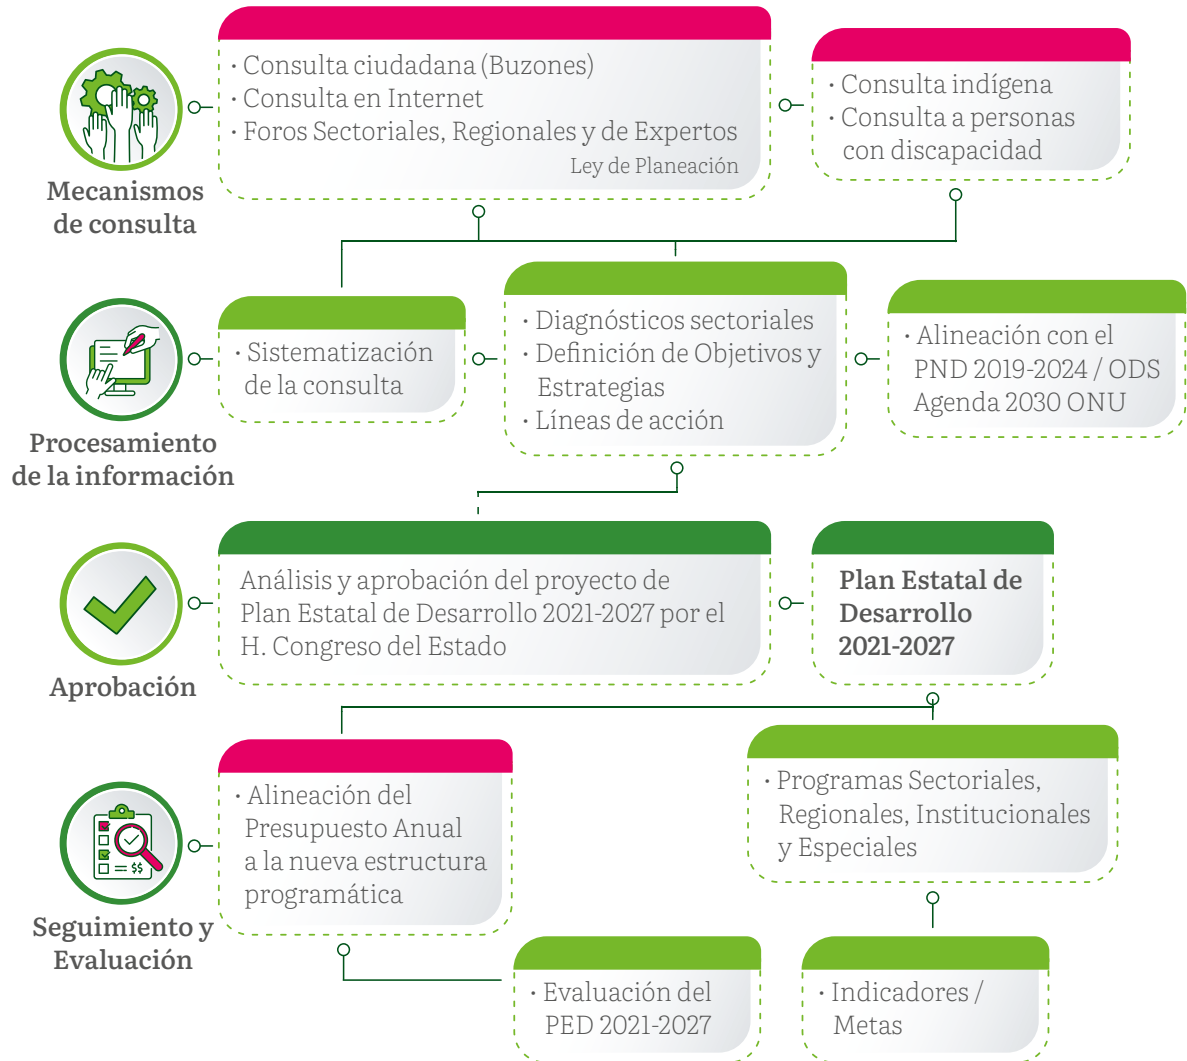 · Consulta ciudadana (Buzones)
· Consulta en Internet
· Foros Sectoriales, Regionales y de Expertos
Ley de Planeación
· Consulta indígena
· Consulta a personas
con discapacidad
Mecanismos
de consulta
· Sistematización
de la consulta
· Diagnósticos sectoriales
· Definición de Objetivos y
Estrategias
· Líneas de acción
· Alineación con el
PND 2019-2024 / ODS
Agenda 2030 ONU
Procesamiento
de la información
Análisis y aprobación del proyecto de
Plan Estatal de Desarrollo 2021-2027 por el
H. Congreso del Estado
Plan Estatal de
Desarrollo
2021-2027
Aprobación
· Alineación del
Presupuesto Anual
a la nueva estructura
programática
· Programas Sectoriales,
Regionales, Institucionales
y Especiales
$$
Seguimiento y
Evaluación
· Evaluación del
PED 2021-2027
· Indicadores /
Metas